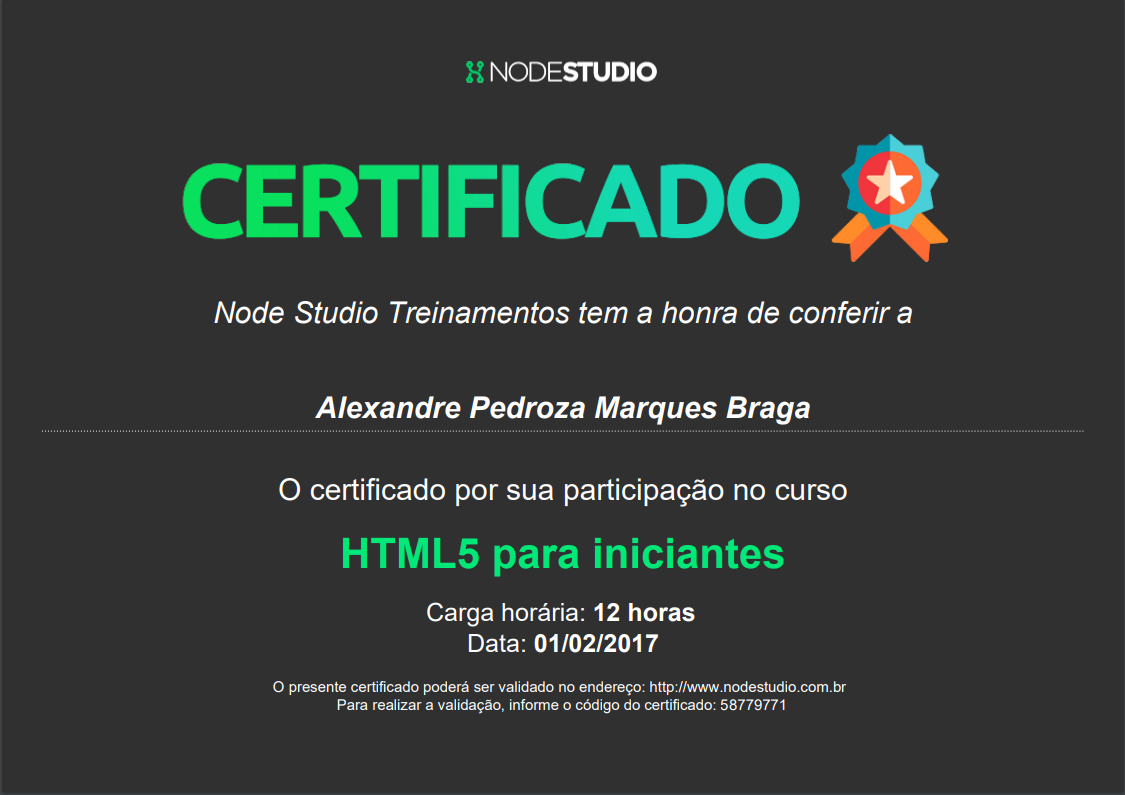 NODESTUDIO
CERTIFICADO
Node Studio Treinamentos tem a honra de conferir a
Alexandre Pedroza Marques Braga
O certificado por sua participação no curso
HTML5 para iniciantes
Carga horária: 12 horas
Data: 01/02/2017
O presente certificado poderá ser validado no endereço: http://www.nodestudio.com.br
Para realizar a validação, informe o código do certificado: 58779771